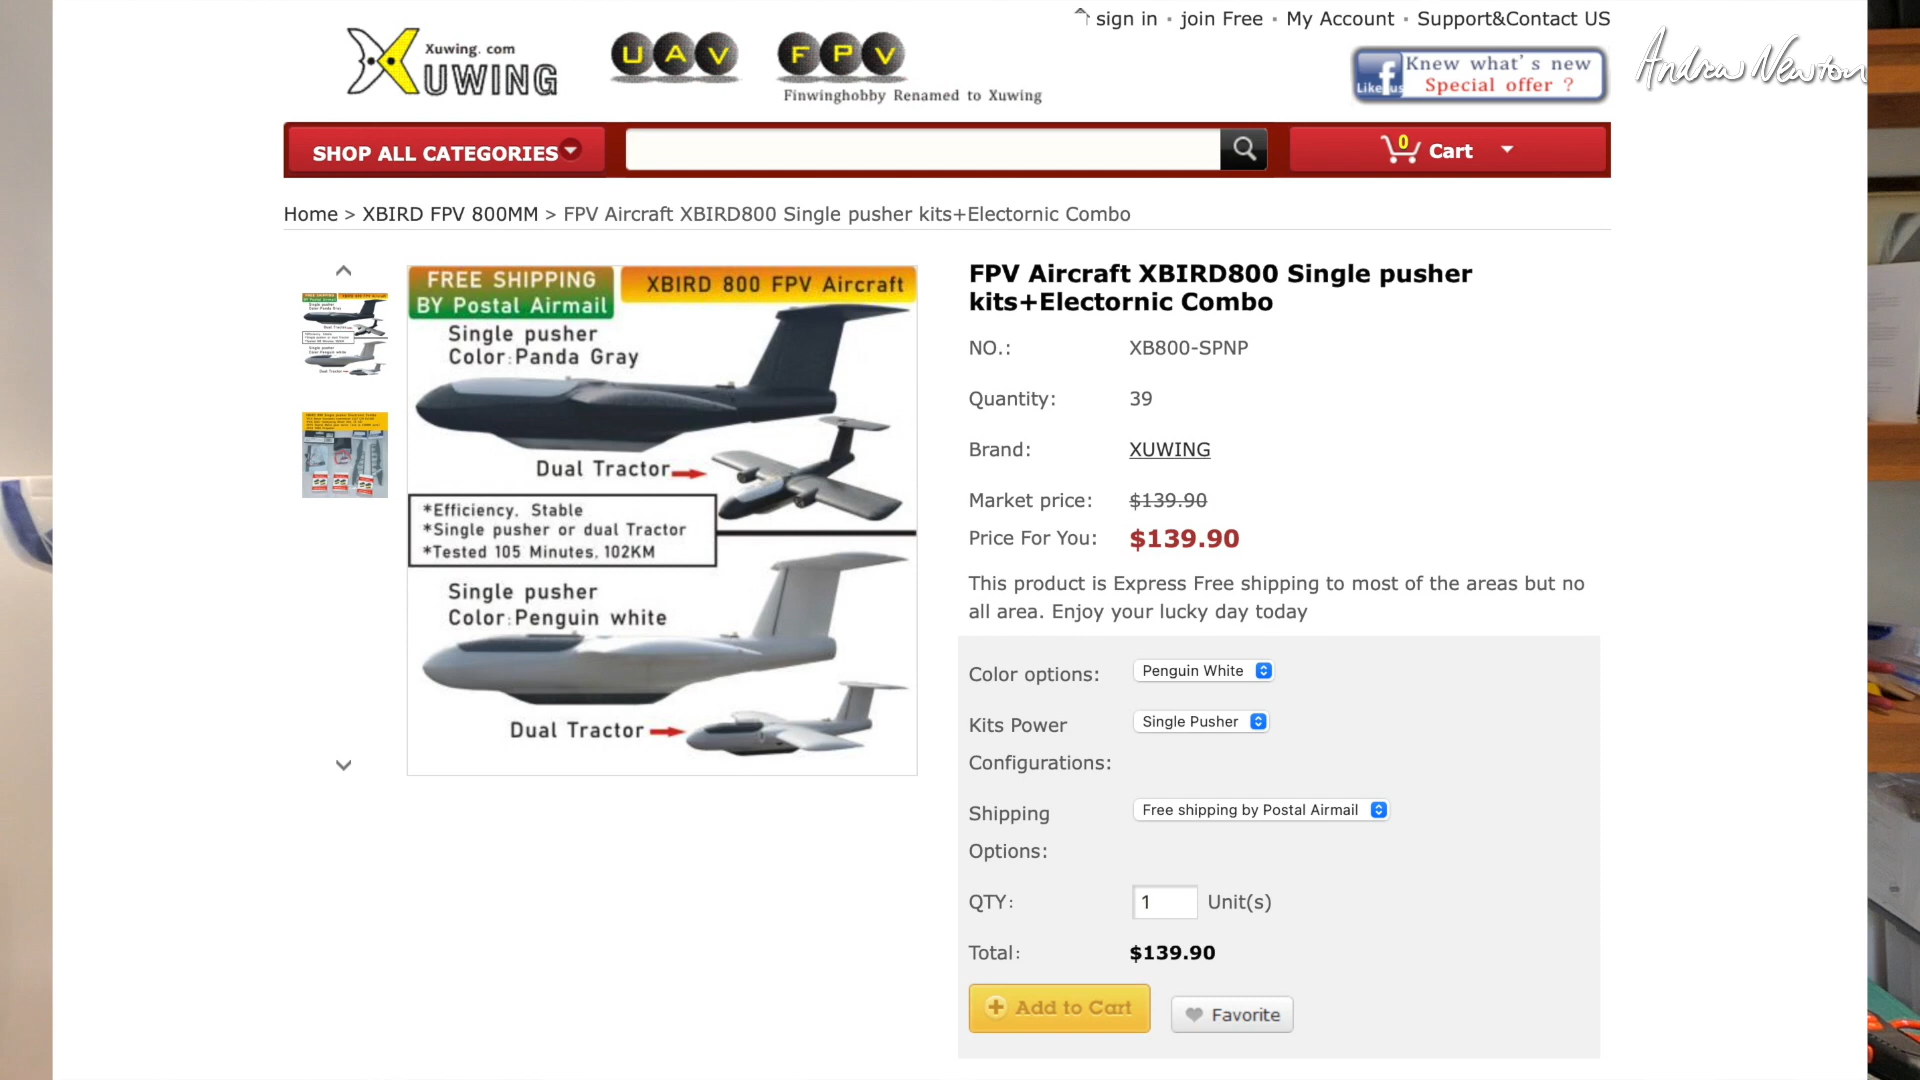 sign in • join Free • My Account • Support&Contact US
Xuwing. com
XUWING
UAV FPV
Finwinghobby Renamed to Xuwing
f
Like us
Knew what's new
Special offer ?
Andrew Newton
SHOP ALL CATEGORIES
0 Cart
Home > XBIRD FPV 800MM > FPV Aircraft XBIRD800 Single pusher kits+Electornic Combo
FREE SHIPPING
BY Postal Airmail
XBIRD 800 FPV Aircraft
Single pusher
Color:Panda Gray
Dual Tractor
*Efficiency. Stable
*Single pusher or dual Tractor
*Tested 105 Minutes, 102KM
Single pusher
Color:Penguin white
Dual Tractor
FPV Aircraft XBIRD800 Single pusher
kits+Electornic Combo
NO.: XB800-SPNP
Quantity: 39
Brand: XUWING
Market price: $139.90
Price For You: $139.90
This product is Express Free shipping to most of the areas but no
all area. Enjoy your lucky day today
Color options: Penguin White
Kits Power Single Pusher
Configurations:
Shipping Free shipping by Postal Airmail
Options:
QTY: 1 Unit(s)
Total: $139.90
+ Add to Cart
Favorite